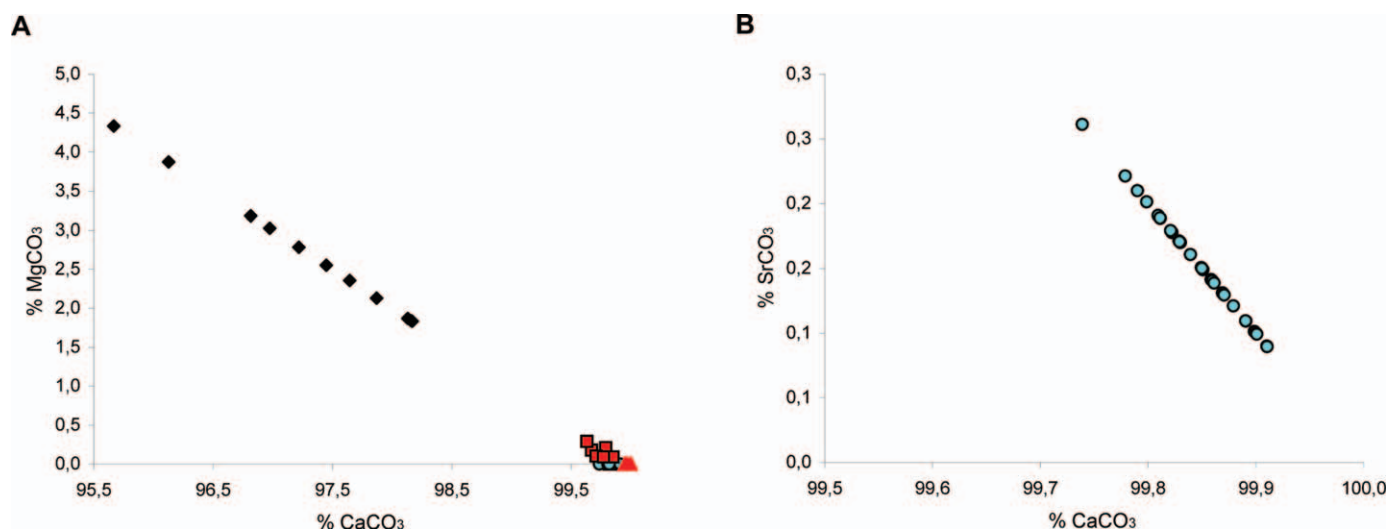 A
5,0
4,5
4,0
3,5
3,0
2,5
2,0
1,5
1,0
0,5
0,0
% MgCO₃
95,5 96,5 97,5 98,5 99,5
% CaCO₃
B
0,3
0,3
0,2
0,2
0,1
0,1
0,0
% SrCO₃
99,5 99,6 99,7 99,8 99,9 100,0
% CaCO₃